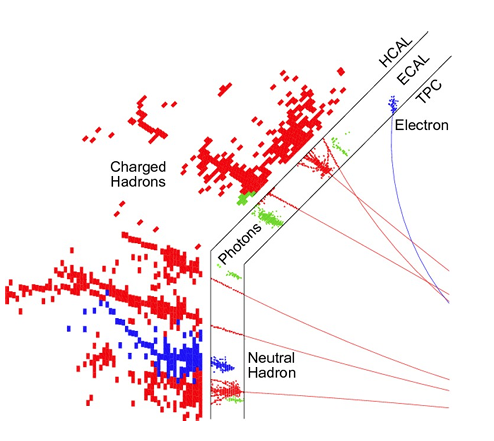 HCAL
ECAL
TPC
Electron
Charged
Hadrons
Photons
Neutral
Hadron